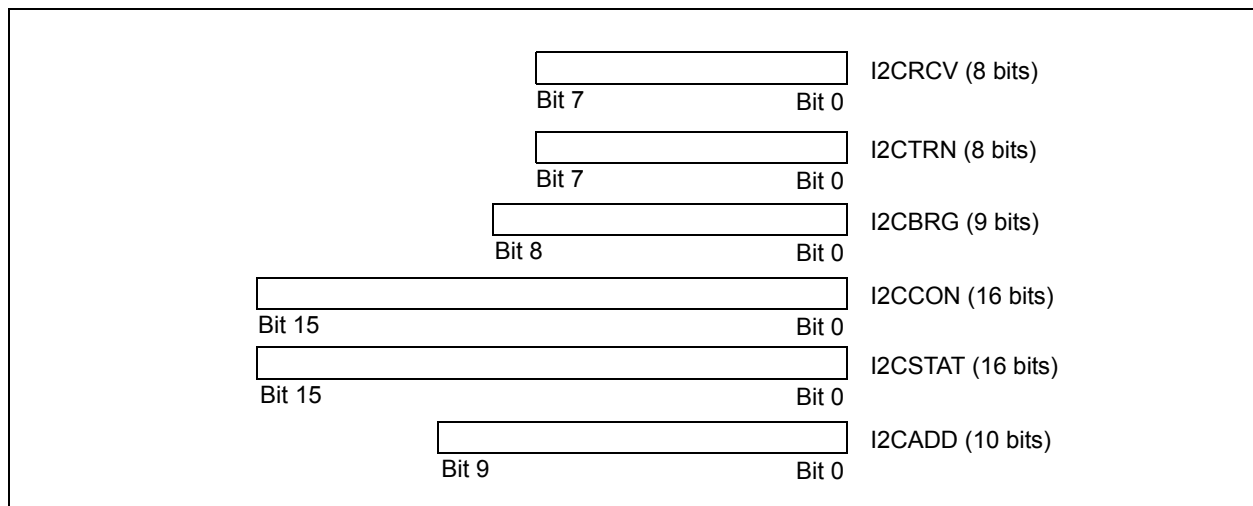 I2CRCV (8 bits)
Bit 7 Bit 0
I2CTRN (8 bits)
Bit 7 Bit 0
I2CBRG (9 bits)
Bit 8 Bit 0
I2CCON (16 bits)
Bit 15 Bit 0
I2CSTAT (16 bits)
Bit 15 Bit 0
I2CADD (10 bits)
Bit 9 Bit 0